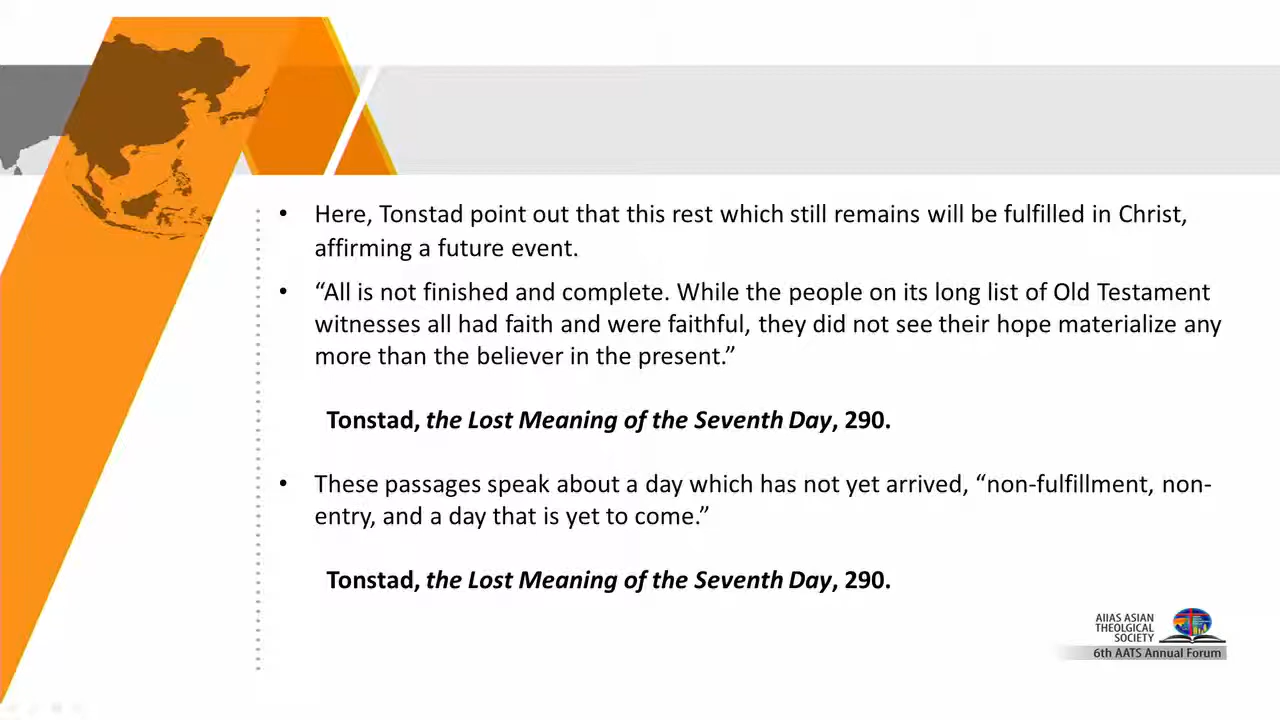 • Here, Tonstad point out that this rest which still remains will be fulfilled in Christ,
affirming a future event.
• “All is not finished and complete. While the people on its long list of Old Testament
witnesses all had faith and were faithful, they did not see their hope materialize any
more than the believer in the present.”
Tonstad, the Lost Meaning of the Seventh Day, 290.
• These passages speak about a day which has not yet arrived, “non-fulfillment, non-
entry, and a day that is yet to come.”
Tonstad, the Lost Meaning of the Seventh Day, 290.
AIIAS ASIAN
THEOLGICAL
SOCIETY
6th AATS Annual Forum